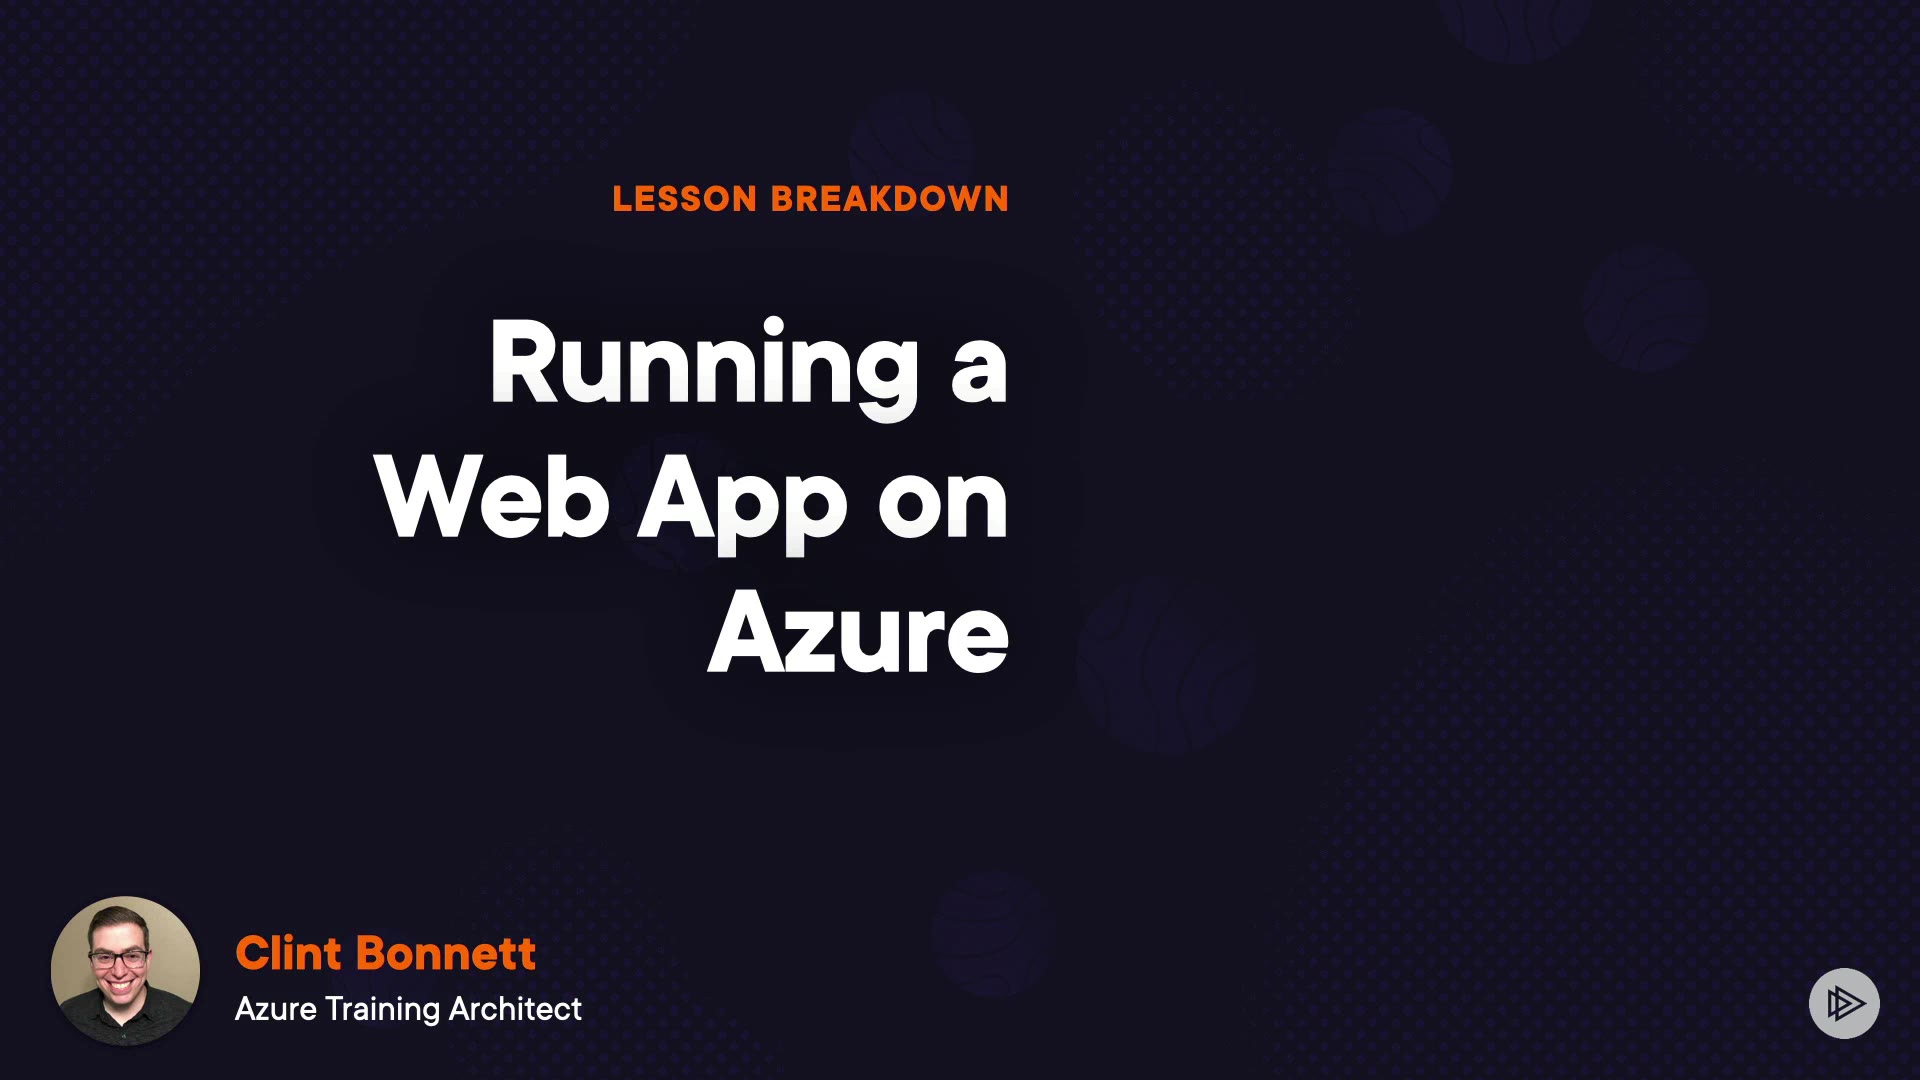 LESSON BREAKDOWN
Running a
Web App on
Azure
Clint Bonnett
Azure Training Architect